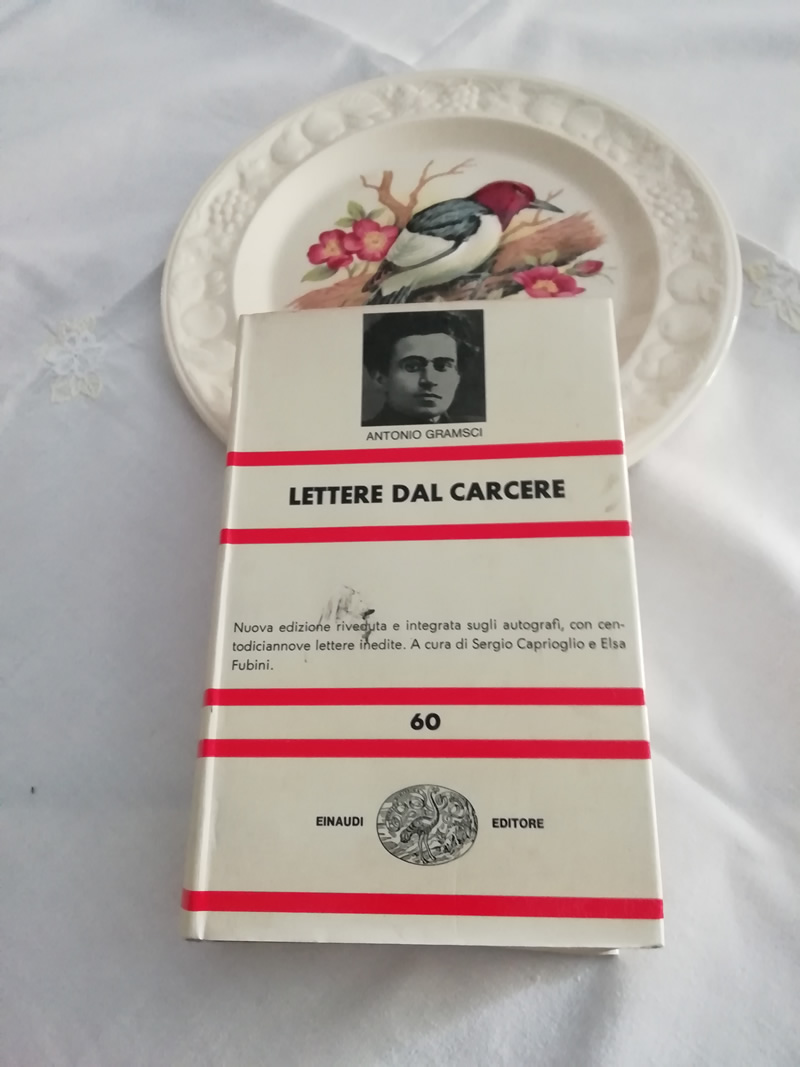 ANTONIO GRAMSCI
LETTERE DAL CARCERE
Nuova edizione riveduta e integrata sugli autografi, con cen-
todiciannove lettere inedite. A cura di Sergio Caprioglio e Elsa
Fubini.
60
EINAUDI EDITORE